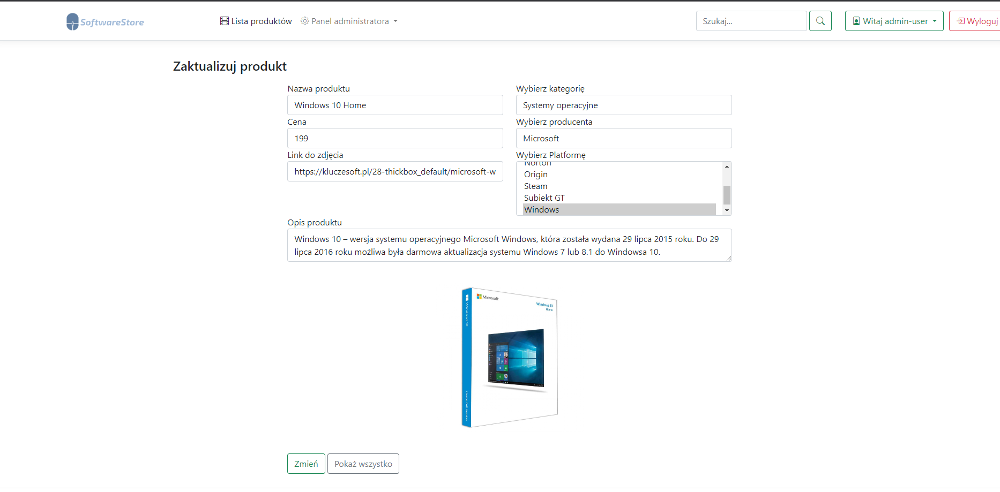 SoftwareStore
Lista produktów
Panel administratora
Szukaj...
Witaj admin-user
Wyloguj
Zaktualizuj produkt
Nazwa produktu
Windows 10 Home
Wybierz kategorię
Systemy operacyjne
Cena
199
Wybierz producenta
Microsoft
Link do zdjęcia
https://kluczesoft.pl/28-thickbox_default/microsoft-w
Wybierz Platformę
Norton
Origin
Steam
Subiekt GT
Windows
Opis produktu
Windows 10 – wersja systemu operacyjnego Microsoft Windows, która została wydana 29 lipca 2015 roku. Do 29
lipca 2016 roku możliwa była darmowa aktualizacja systemu Windows 7 lub 8.1 do Windowsa 10.
Microsoft
Windows 10
Home
Windows 10
Zmień
Pokaż wszystko